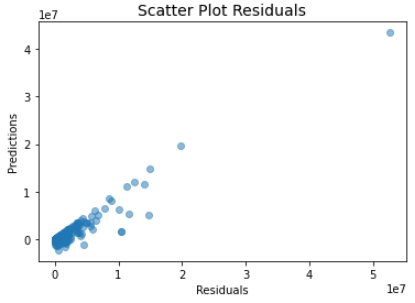 Scatter Plot Residuals
1e7
4
3
2
1
0
Predictions
0 1 2 3 4 5
Residuals
1e7